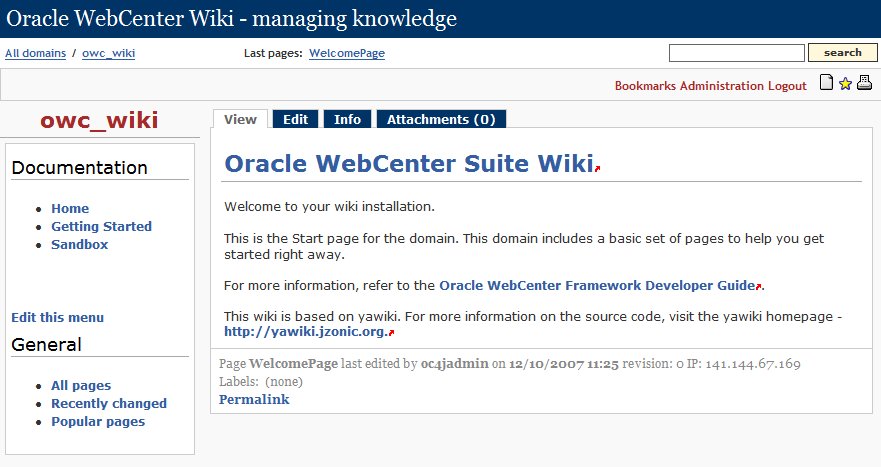 Oracle WebCenter Wiki - managing knowledge
All domains / owc_wiki Last pages: WelcomePage search
Bookmarks Administration Logout
owc_wiki
Documentation
Home
Getting Started
Sandbox
Edit this menu
General
All pages
Recently changed
Popular pages
View Edit Info Attachments (0)
Oracle WebCenter Suite Wiki
Welcome to your wiki installation.
This is the Start page for the domain. This domain includes a basic set of pages to help you get
started right away.
For more information, refer to the Oracle WebCenter Framework Developer Guide.
This wiki is based on yawiki. For more information on the source code, visit the yawiki homepage -
http://yawiki.jzonic.org.
Page WelcomePage last edited by oc4jadmin on 12/10/2007 11:25 revision: 0 IP: 141.144.67.169
Labels: (none)
Permalink